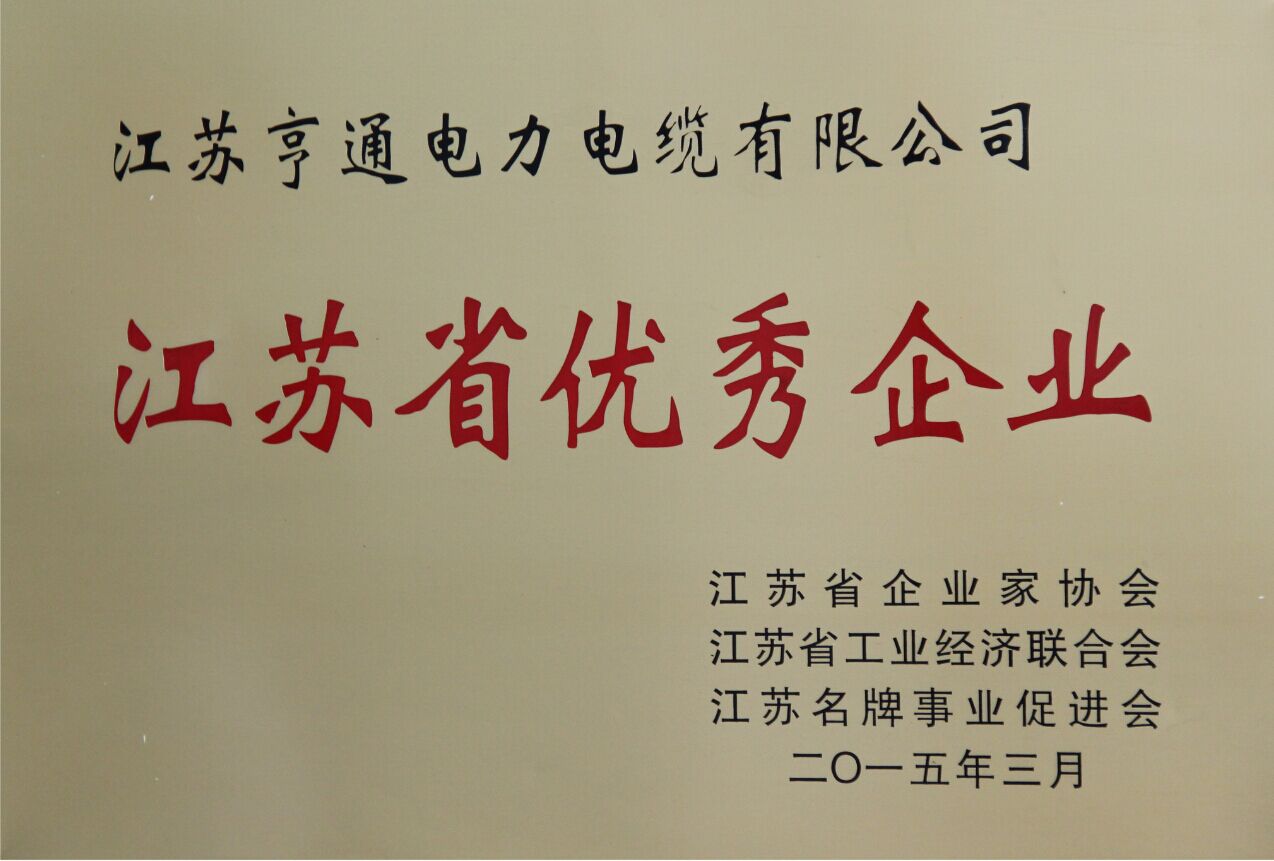 江苏亨通电力电缆有限公司
江苏省优秀企业
江苏省企业家协会
江苏省工业经济联合会
江苏名牌事业促进会
二〇一五年三月